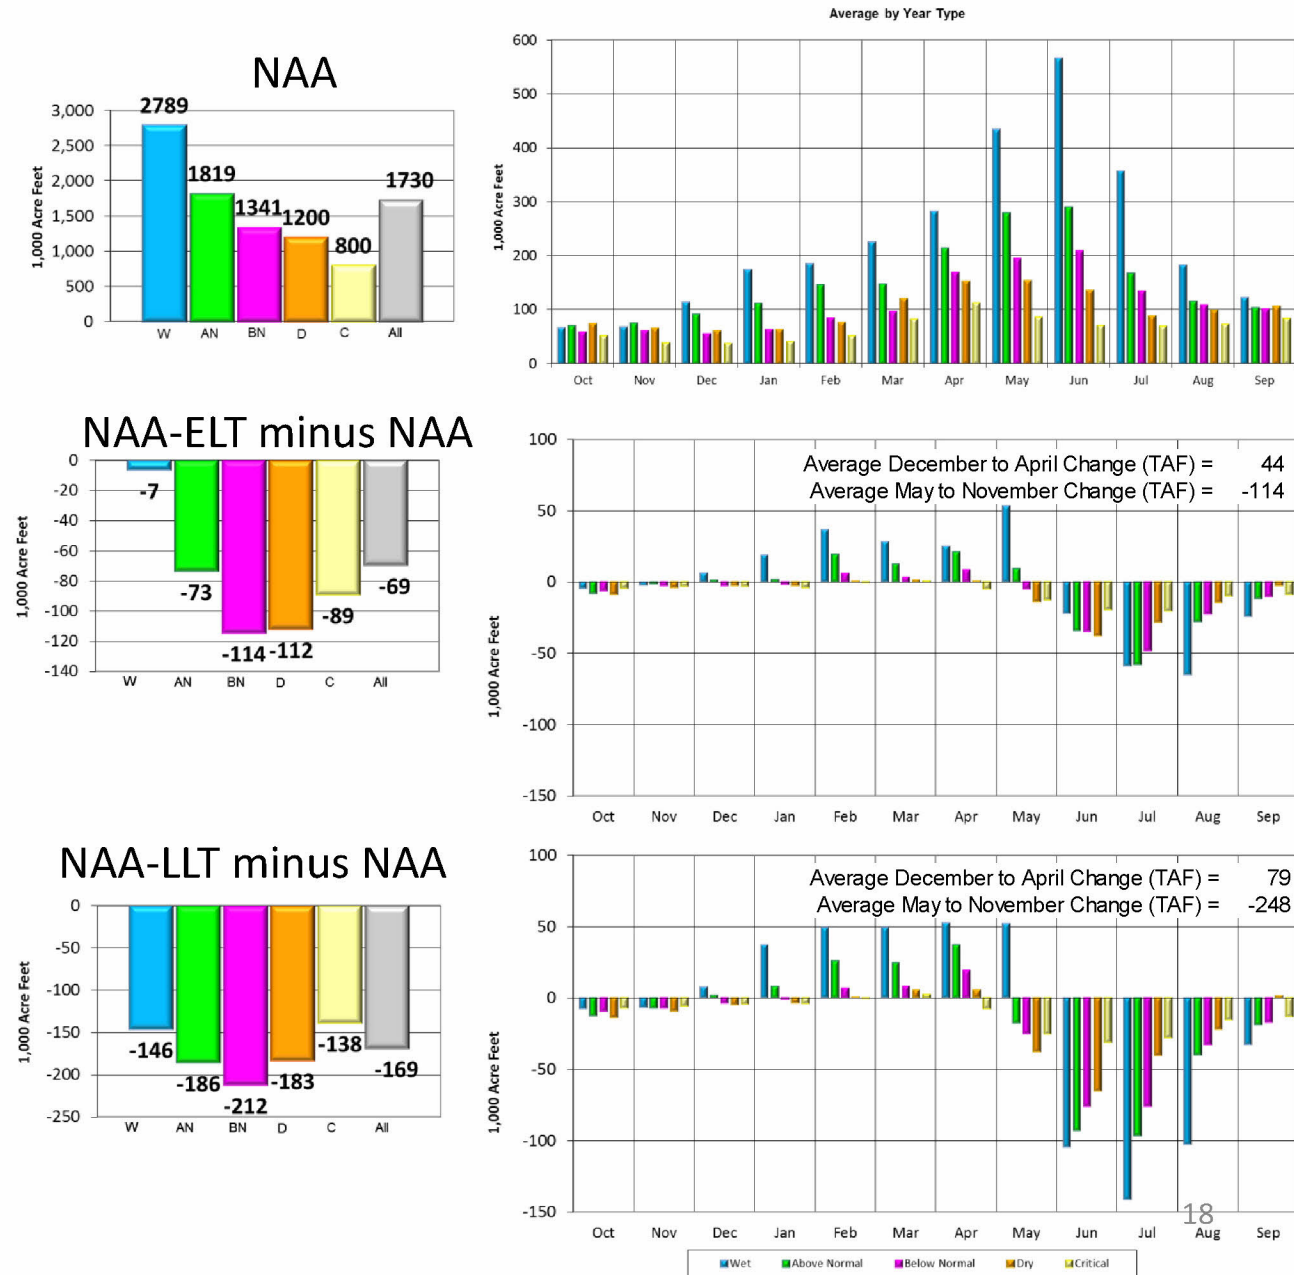 Average by Year Type
NAA
1,000 Acre Feet
3,000
2,500
2,000
1,500
1,000
500
0
2789
1819
1341
1200
800
1730
W AN BN D C All
1,000 Acre Feet
600
500
400
300
200
100
0
Oct Nov Dec Jan Feb Mar Apr May Jun Jul Aug Sep
NAA-ELT minus NAA
1,000 Acre Feet
0
-20
-40
-60
-80
-100
-120
-140
-7
-73
-114
-112
-89
-69
W AN BN D C All
1,000 Acre Feet
100
50
0
-50
-100
-150
Average December to April Change (TAF) = 44
Average May to November Change (TAF) = -114
Oct Nov Dec Jan Feb Mar Apr May Jun Jul Aug Sep
NAA-LLT minus NAA
1,000 Acre Feet
0
-50
-100
-150
-200
-250
-146
-186
-212
-183
-138
-169
W AN BN D C All
1,000 Acre Feet
100
50
0
-50
-100
-150
Average December to April Change (TAF) = 79
Average May to November Change (TAF) = -248
18
Oct Nov Dec Jan Feb Mar Apr May Jun Jul Aug Sep
Wet Above Normal Below Normal Dry Critical